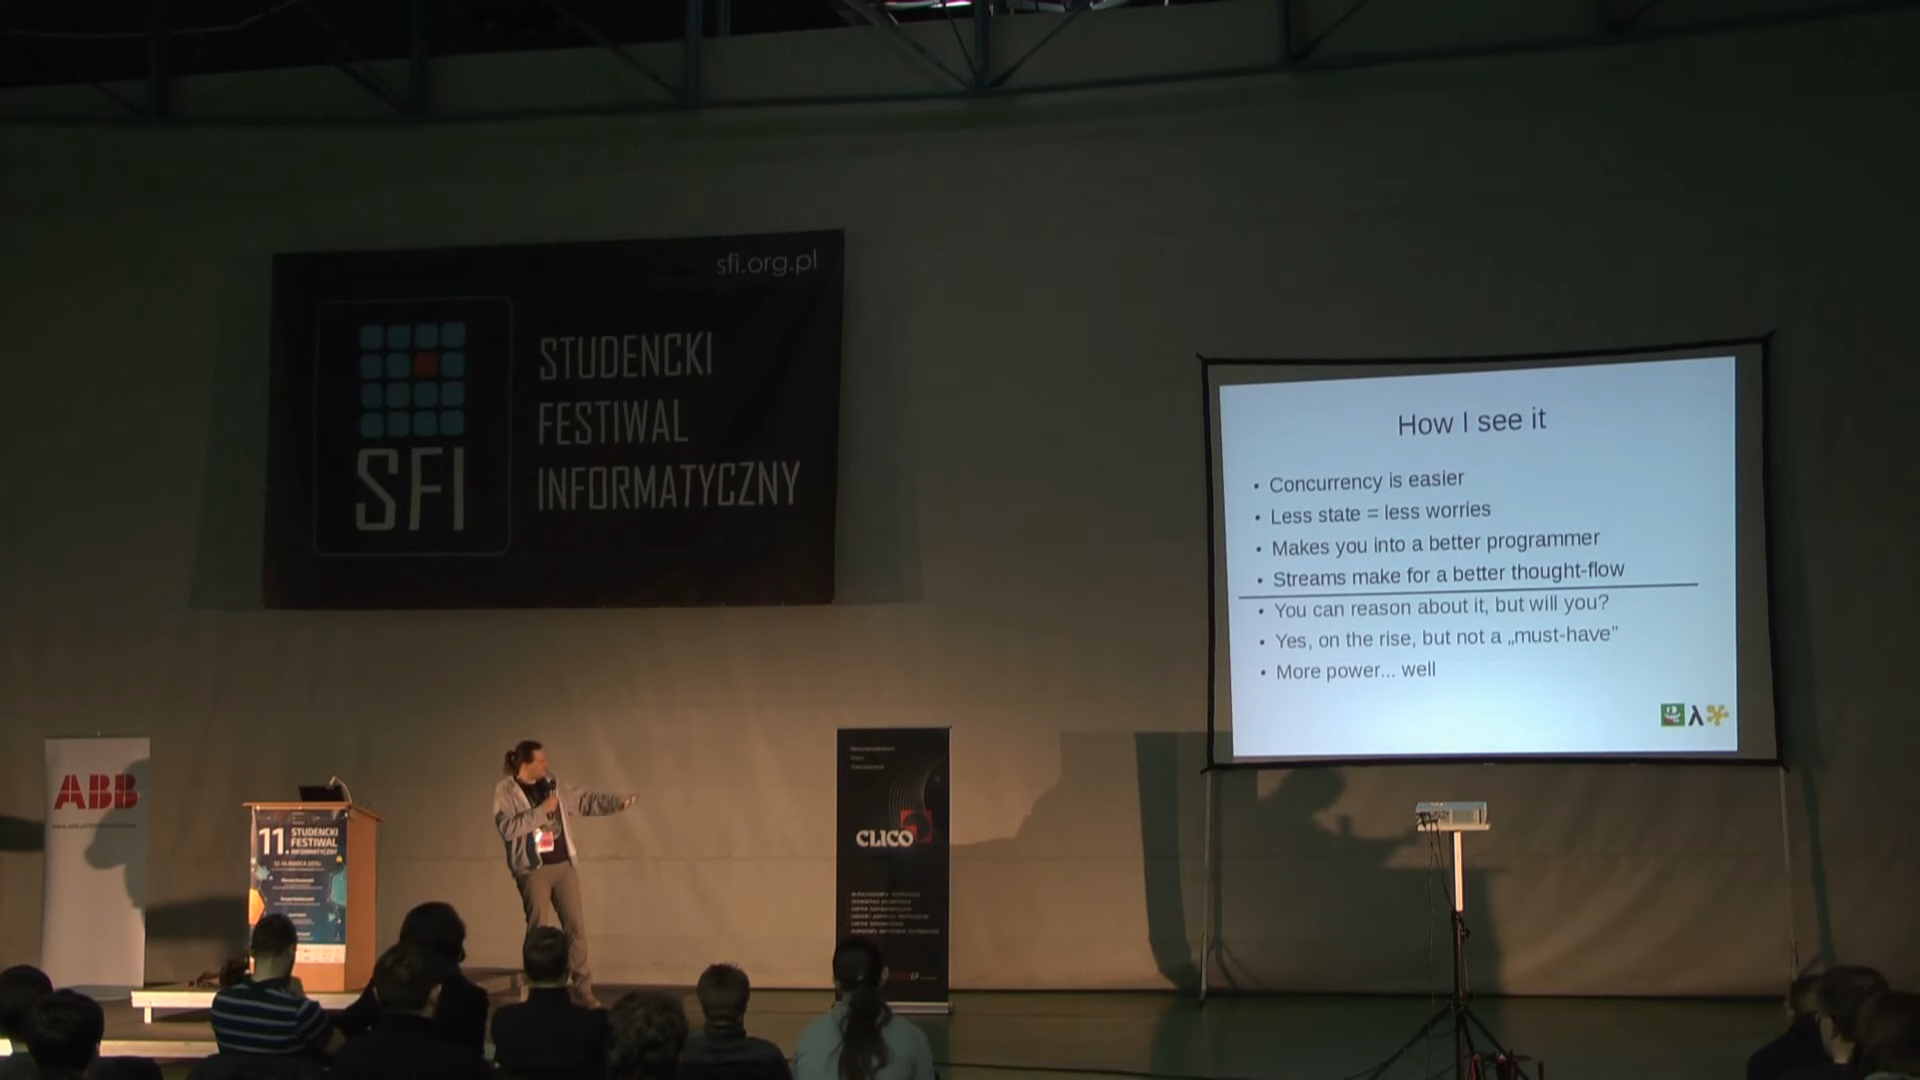 sfi.org.pl
STUDENCKI
FESTIWAL
INFORMATYCZNY
SFI
How I see it
• Concurrency is easier
• Less state = less worries
• Makes you into a better programmer
• Streams make for a better thought-flow
• You can reason about it, but will you?
• Yes, on the rise, but not a „must-have”
• More power... well
λ
ABB
11. STUDENCKI
FESTIWAL
INFORMATYCZNY
CLICO